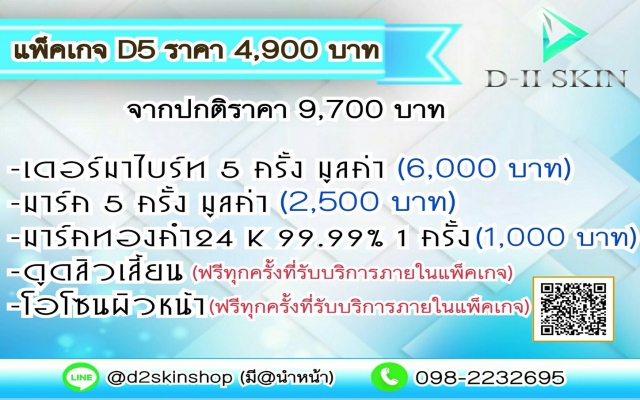 แพ็คเกจ D5 ราคา 4,900 บาท
D-II SKIN
จากปกติราคา 9,700 บาท
-เดอร์มาไบร์ท 5 ครั้ง มูลค่า (6,000 บาท)
-มาร์ค 5 ครั้ง มูลค่า (2,500 บาท)
-มาร์คทองคำ24 K 99.99% 1 ครั้ง(1,000 บาท)
-ดูดสิวเสี้ยน (ฟรีทุกครั้งที่รับบริการภายในแพ็คเกจ)
-โอโซนผิวหน้า(ฟรีทุกครั้งที่รับบริการภายในแพ็คเกจ)
LINE @d2skinshop (มี@นำหน้า) 098-2232695